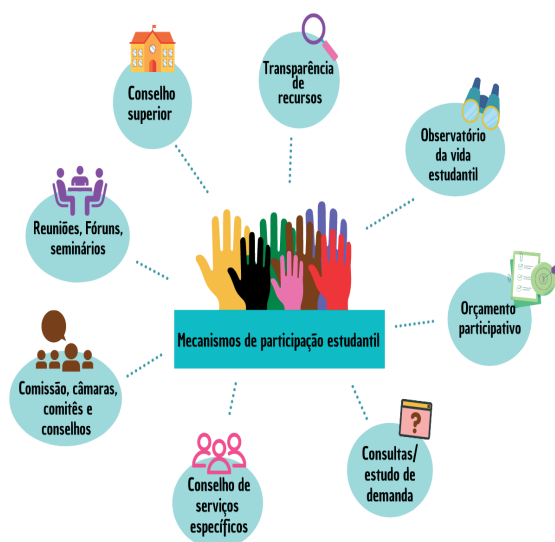 Transparência
de
recursos
Conselho
superior
Observatório
da vida
estudantil
Reuniões, Fóruns,
seminários
Orçamento
participativo
Mecanismos de participação estudantil
Comissão, câmaras,
comitês e
conselhos
?
Consultas/
estudo de
demanda
Conselho de
serviços
específicos